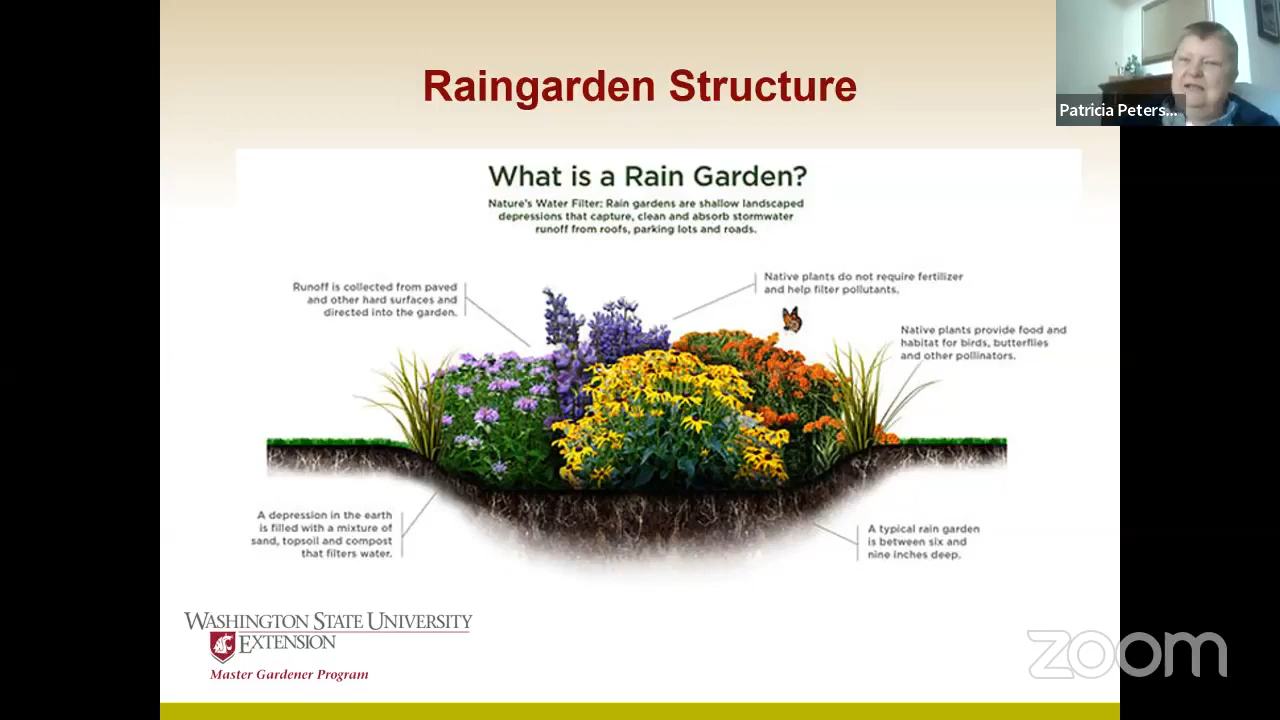 Raingarden Structure
Patricia Peters...
What is a Rain Garden?
Nature's Water Filter: Rain gardens are shallow landscaped
depressions that capture, clean and absorb stormwater
runoff from roofs, parking lots and roads.
Runoff is collected from paved
and other hard surfaces and
directed into the garden.
Native plants do not require fertilizer
and help filter pollutants.
Native plants provide food and
habitat for birds, butterflies
and other pollinators.
A depression in the earth
is filled with a mixture of
sand, topsoil and compost
that filters water.
A typical rain garden
is between six and
nine inches deep.
WASHINGTON STATE UNIVERSITY
EXTENSION
Master Gardener Program
zoom